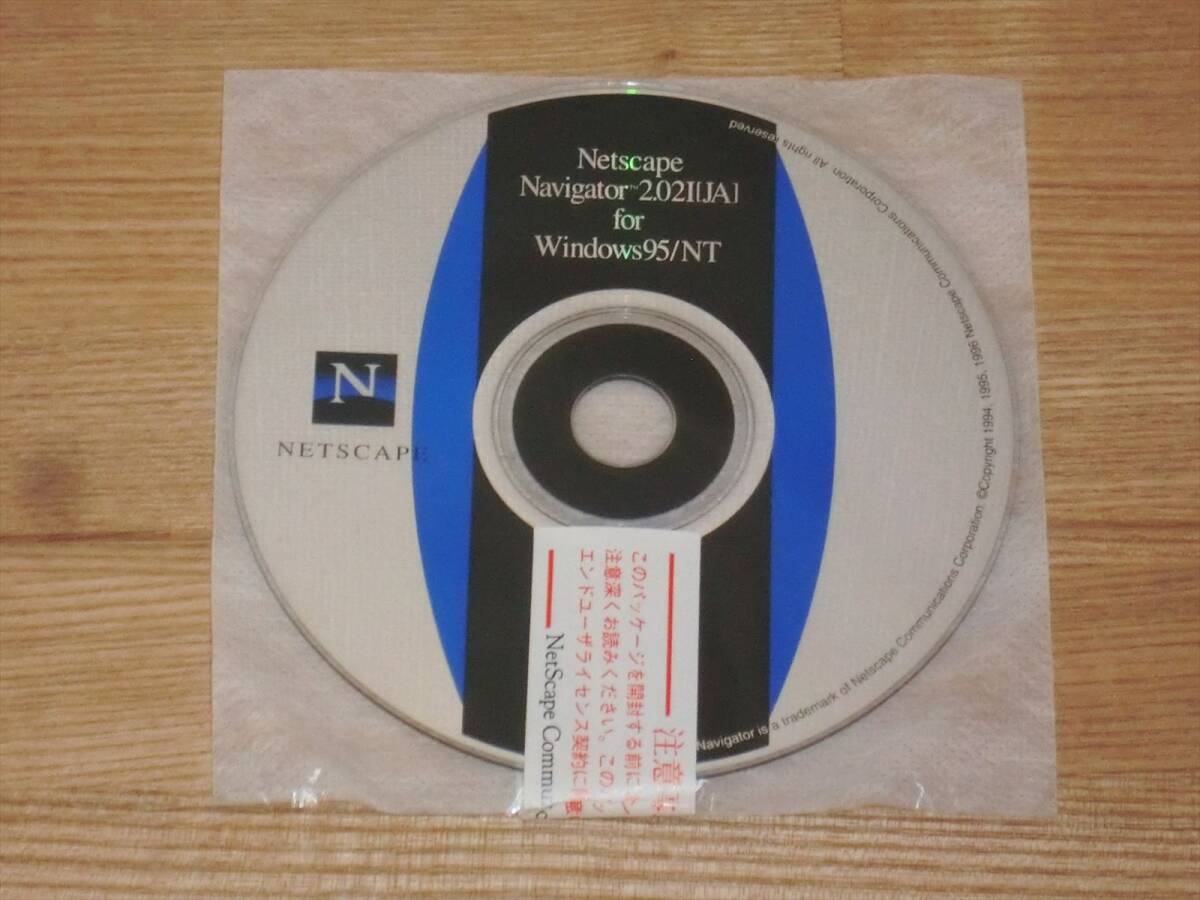 Netscape
Navigator™2.02I[JA]
for
Windows95/NT
N
NETSCAPE
Navigator is a trademark of Netscape Communications Corporation ©Copyright 1994, 1995, 1996 Netscape Communications Corporation. All rights reserved
注意
このパッケージを開封する前に
注意深くお読みください。この
エンドユーザライセンス契約に
NetScape Commu